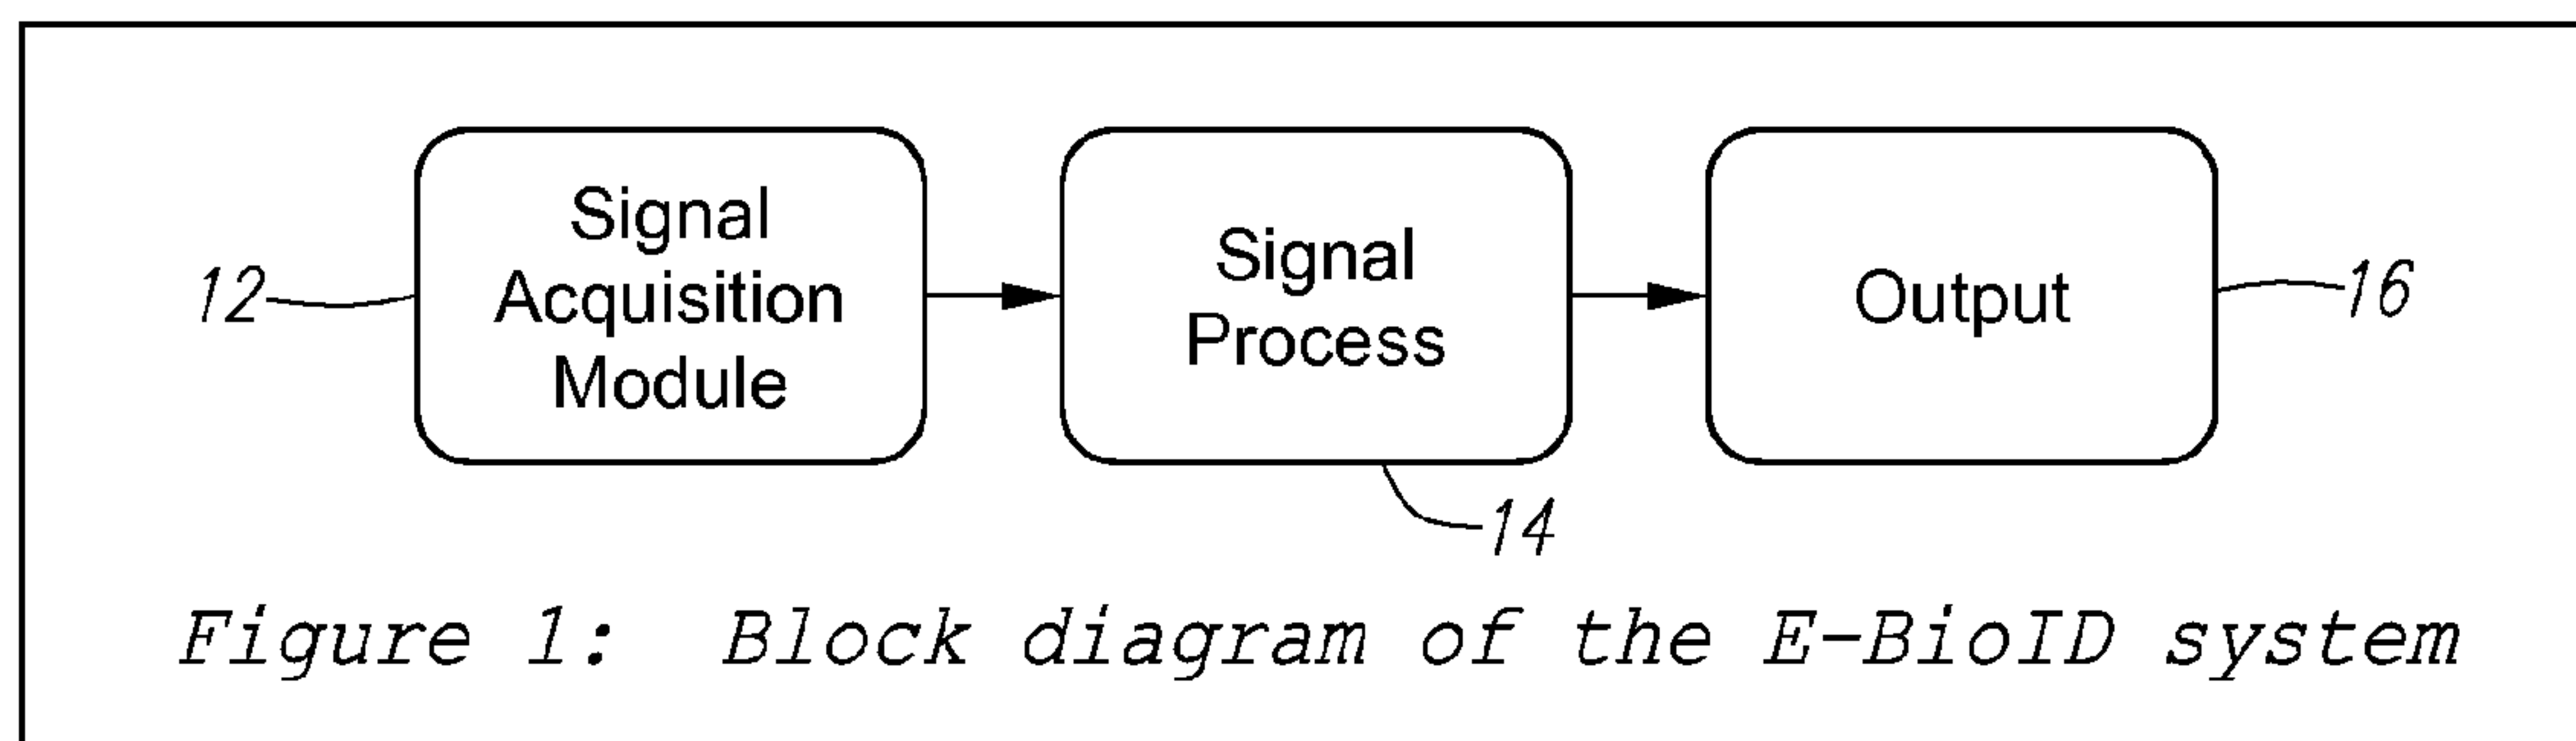 Signal
Acquisition
Module
Signal
Process
Output
12
16
14
Figure 1: Block diagram of the E-BioID system